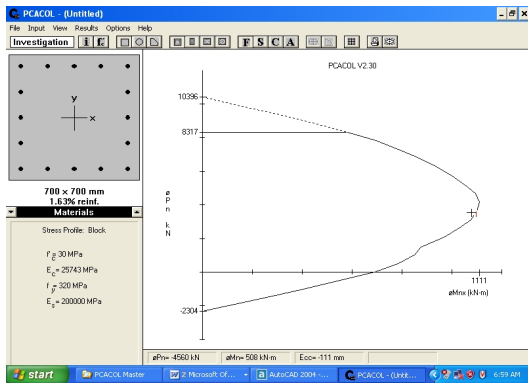 PCACOL - (Untitled)
File Input View Results Options Help
Investigation
F S C A
y
x
700 x 700 mm
1.63% reinf.
Materials
Stress Profile: Block
f'c = 30 MPa
Ec = 25743 MPa
fy = 320 MPa
Es = 200000 MPa
PCACOL V2.30
10396
8317
ø
P
n
k
N
1
1111
øMnx (kN-m)
-2304
øPn= -4560 kN
øMn= 508 kN-m
Ecc= -111 mm
start
PCACOL Master
2 Microsoft Of...
AutoCAD 2004 -...
PCACOL - (Untit...
6:59 AM